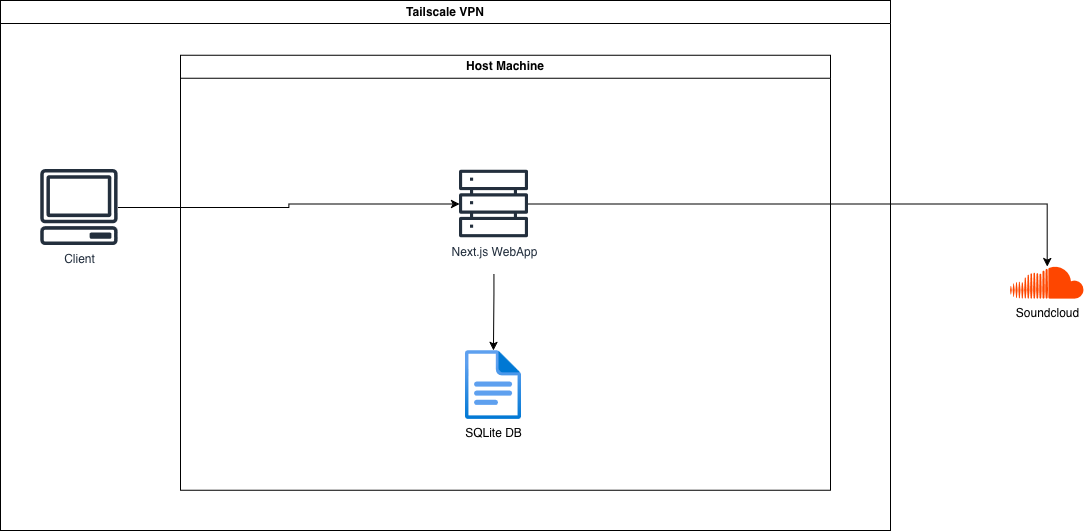 Tailscale VPN
Host Machine
Client
Next.js WebApp
Soundcloud
SQLite DB